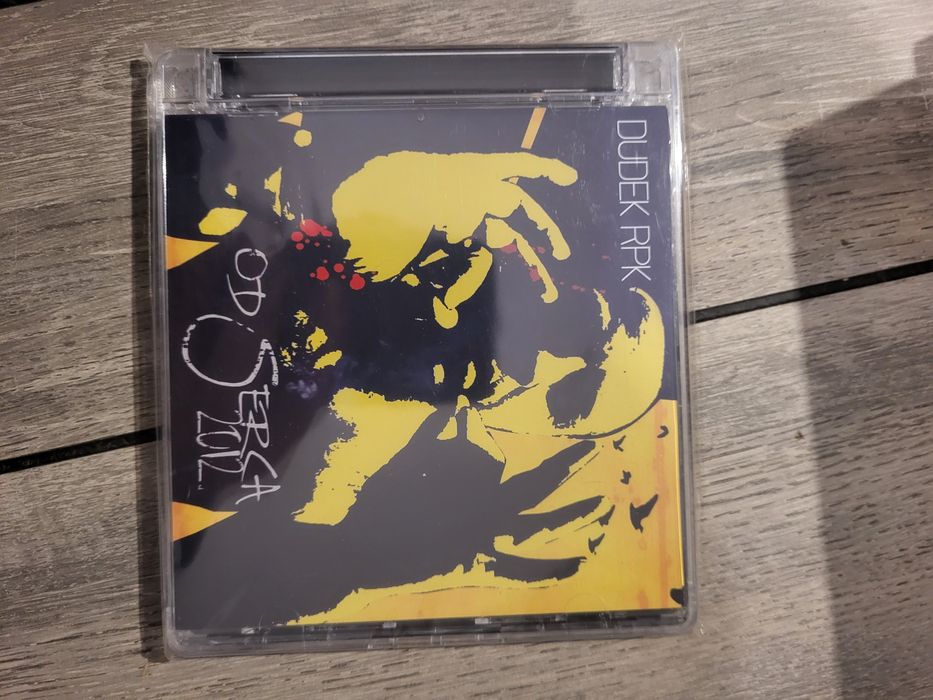 DUDEK RPK
OD SERCA
2012